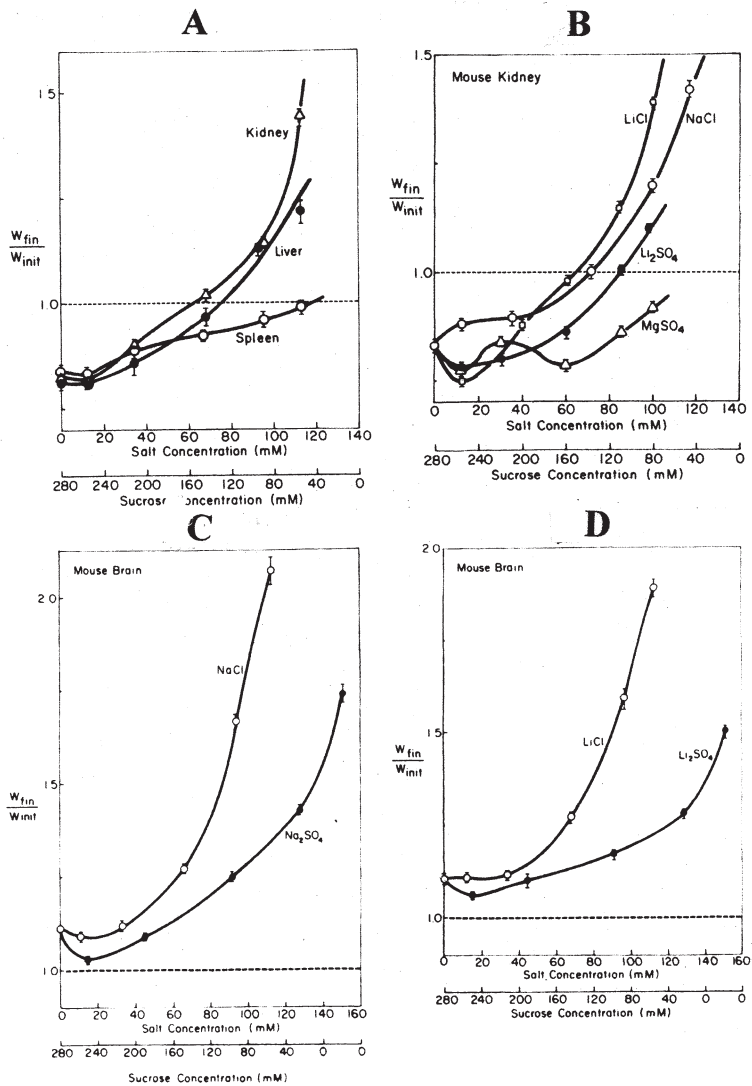 A
1.5
Kidney
Wfin
Winit
Liver
1.0
Spleen
0 20 40 60 80 100 120 140
Salt Concentration (mM)
280 240 200 160 120 80 40 0
Sucrose Concentration (mM)
B
1.5
Mouse Kidney
LiCl
NaCl
Wfin
Winit
1.0
Li2SO4
MgSO4
0 20 40 60 80 100 120 140
Salt Concentration (mM)
280 240 200 160 120 80 40 0
Sucrose Concentration (mM)
C
Mouse Brain
2.0
NaCl
1.5
Wfin
Winit
Na2SO4
1.0
0 20 40 60 80 100 120 140 160
Salt Concentration (mM)
280 240 200 160 120 80 40 0 0
Sucrose Concentration (mM)
D
2.0
Mouse Brain
1.5
LiCl
Li2SO4
Wfin
Winit
1.0
0 20 40 60 80 100 120 140 160
Salt Concentration (mM)
280 240 200 160 120 80 40 0 0
Sucrose Concentration (mM)